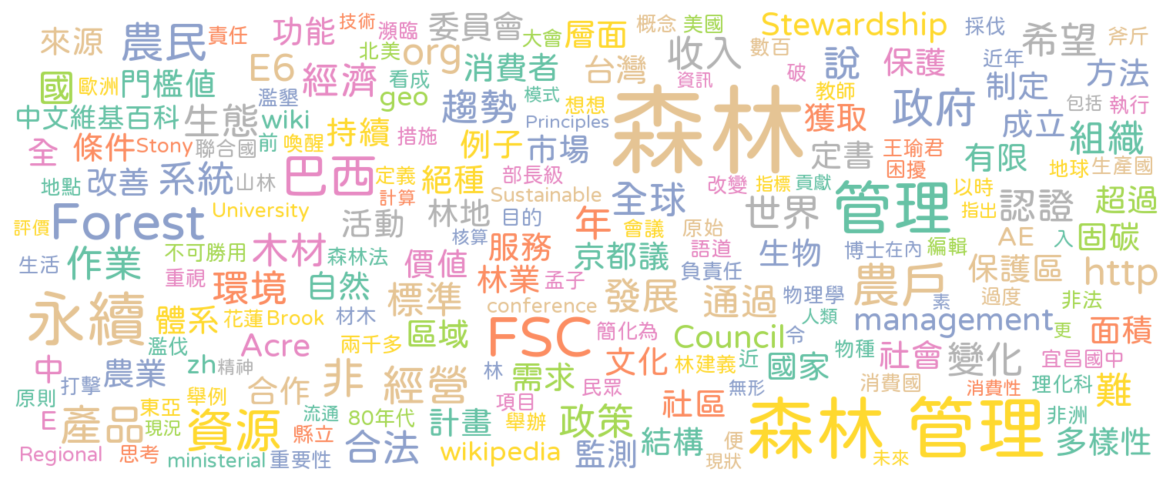 來源 農民 責任 功能 技術 瀕臨 委員會 大會 層面 概念 美國 Stewardship 採伐 希望 斧斤
E6 經濟 北美 org 消費者 台灣 收入 數百 說 保護 近年 方法
國 歐洲 門檻值 濫墾 看成 geo 模式 想想 資訊 破 教師 制定 包括 執行
中文維基百科 生態 wiki 持續 趨勢 Principles 森林 獲取 政府 成立 組織
全 條件 Stony 聯合國 前 喚醒 措施 例子 市場 定書 王瑜君 困擾 有限 地球 生產國
地點 改善 系統 山林 巴西 定義 計算 絕種 部長級 Sustainable 全球 改變 指標 貢獻 管理 以時 指出 認證 超過
評價 Forest University 活動 林地 目的 年 會議 原始 世界 AE 入 固碳
生活 作業 不可勝用 木材 森林法 核算 服務 京都議 語道 負責任 生物 博士在內 編輯
重視 環境 自然 價值 林業 孟子 發展 通過 物理學 農戶 素 保護區 過度 http 非法
永續 體系 花蓮 Brook 材木 標準 conference 簡化為 人類 management 更 面積
濫伐 Acre 兩千多 區域 FSC Council 令 物種 社會 變化 宜昌國中
中 打擊 農業 zh 精神 非 經營 林 需求 文化 林建義 近 國家 消費國 消費性 理化科 難
原則 舉例 合作 項目 民眾 社區 無形 非洲
E 產品 東亞 現況 資源 流通 80年代 計畫 舉辦 政策 結構 便 森林 管理 多樣性
Regional 思考 ministerial 重要性 縣立 合法 wikipedia 監測 現狀 未來